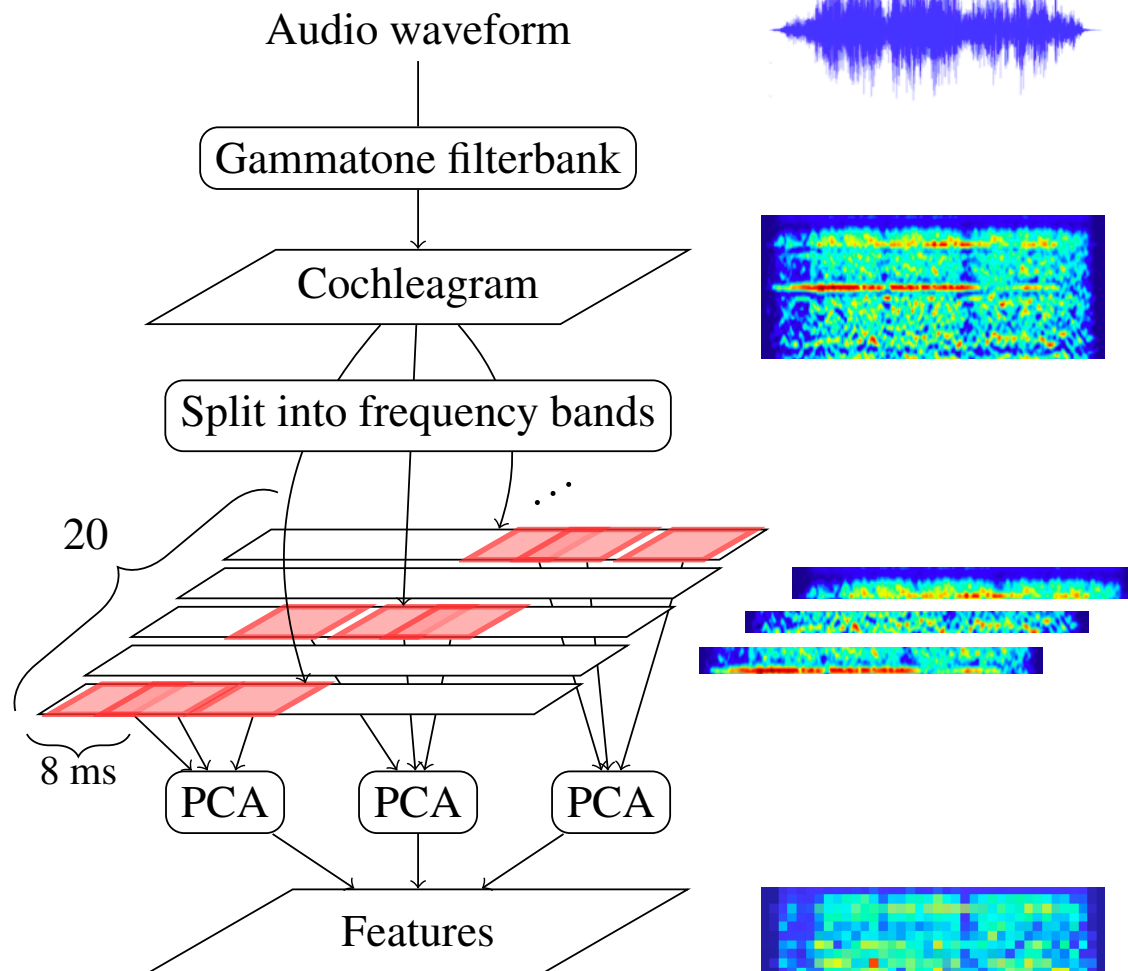 Audio waveform
Gammatone filterbank
Cochleagram
Split into frequency bands
20
8 ms
PCA PCA PCA
Features